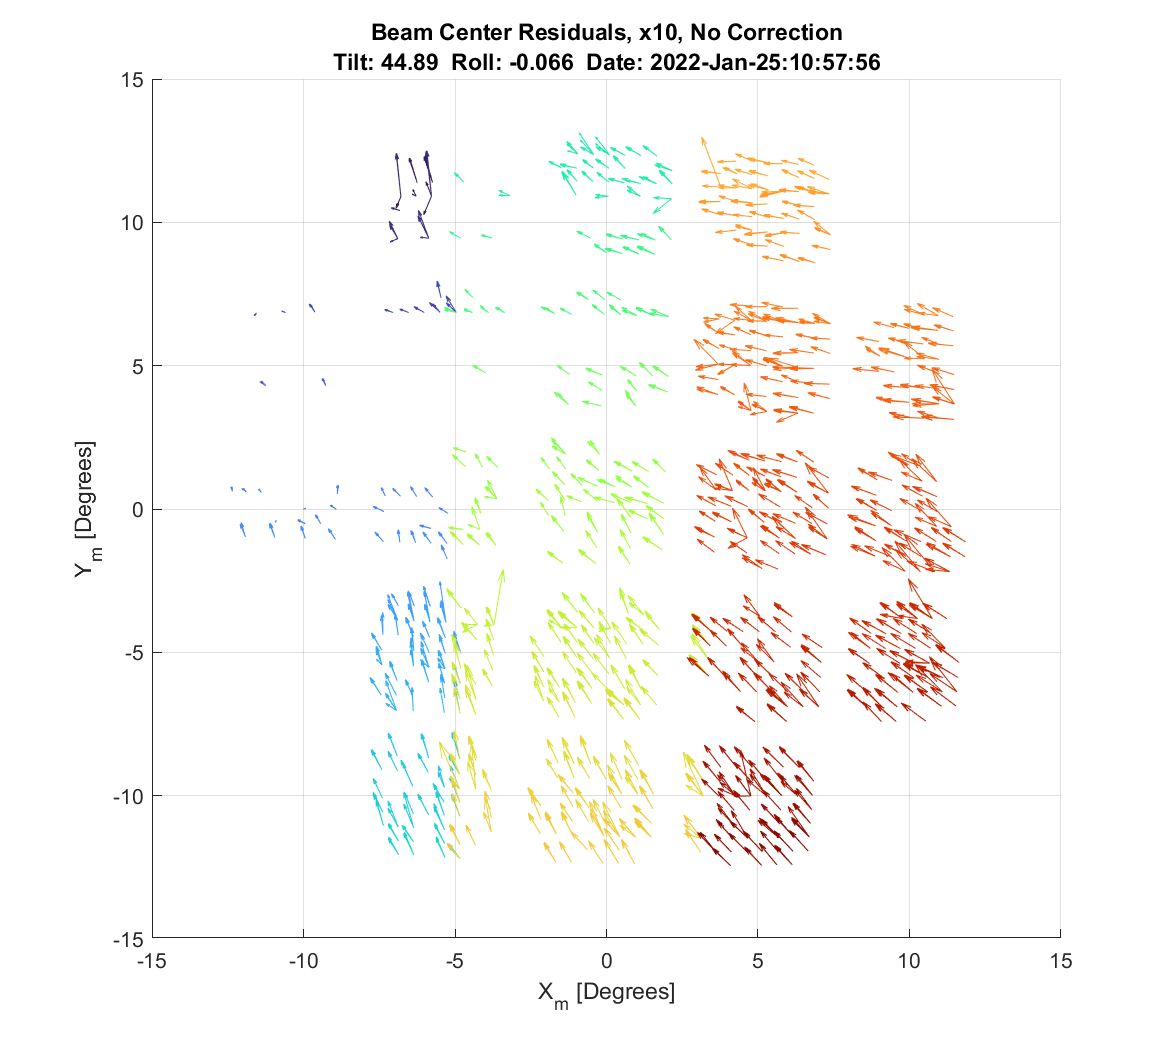 Beam Center Residuals, x10, No Correction
Tilt: 44.89 Roll: -0.066 Date: 2022-Jan-25:10:57:56
15
10
5
0
-5
-10
-15
Y_m [Degrees]
-15 -10 -5 0 5 10 15
X_m [Degrees]